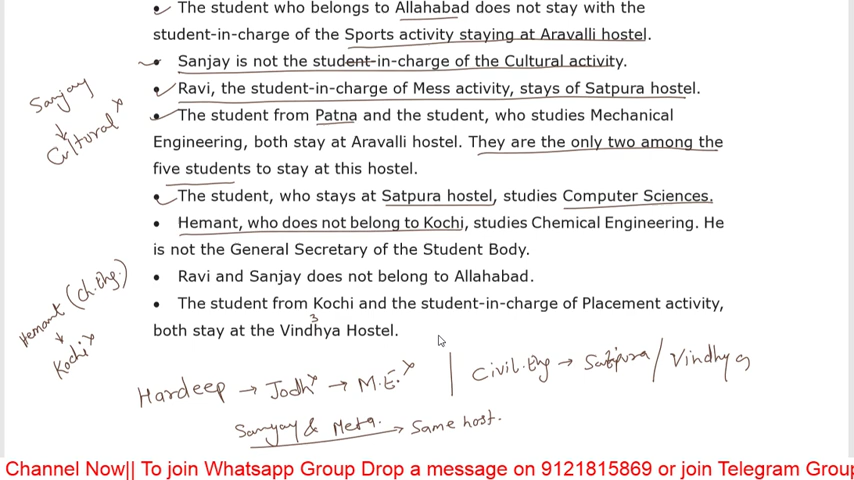 • The student who belongs to Allahabad does not stay with the
student-in-charge of the Sports activity staying at Aravalli hostel.
• Sanjay is not the student-in-charge of the Cultural activity.
• Ravi, the student-in-charge of Mess activity, stays of Satpura hostel.
• The student from Patna and the student, who studies Mechanical
Engineering, both stay at Aravalli hostel. They are the only two among the
five students to stay at this hostel.
• The student, who stays at Satpura hostel, studies Computer Sciences.
• Hemant, who does not belong to Kochi, studies Chemical Engineering. He
is not the General Secretary of the Student Body.
• Ravi and Sanjay does not belong to Allahabad.
• The student from Kochi and the student-in-charge of Placement activity,
3
both stay at the Vindhya Hostel.
Sanjay
↓
Cultural x
Hemant (Ch.Eng.)
↓
Kochi x
Hardeep → Jodh x → M.E. x | Civil.Eng → Satpura / Vindhya
Sanjay & → Same host.
Channel Now|| To join Whatsapp Group Drop a message on 9121815869 or join Telegram Group